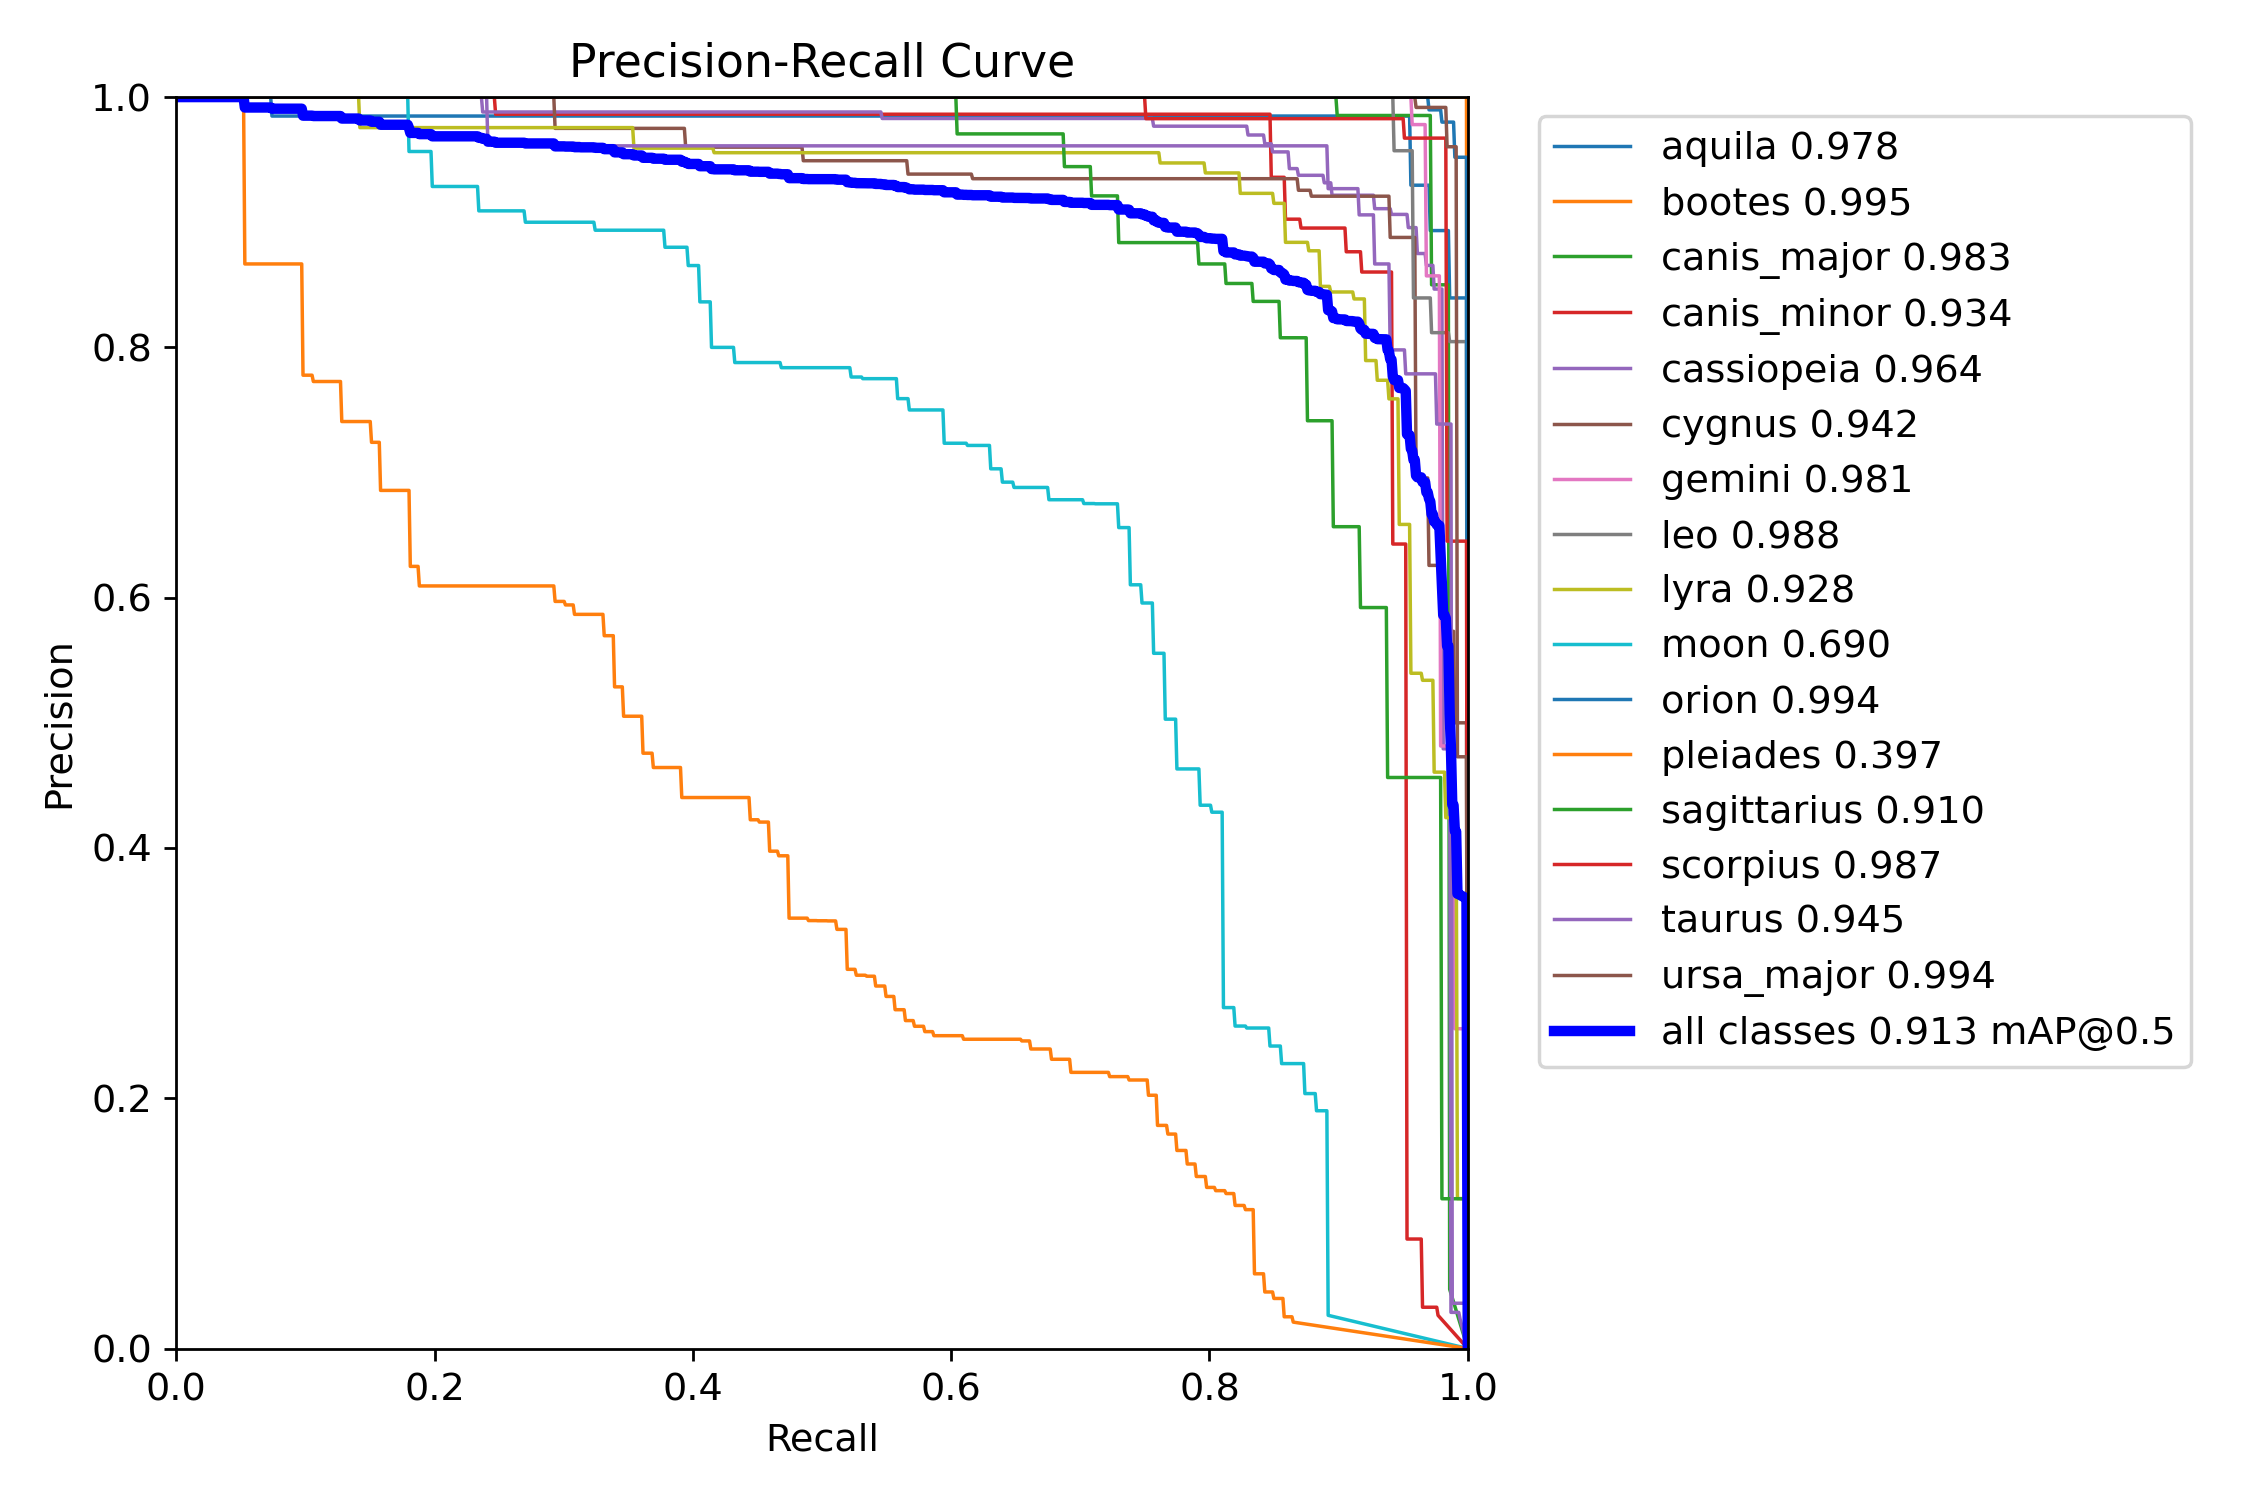 Precision-Recall Curve
1.0
0.8
0.6
0.4
0.2
0.0
Precision
0.0 0.2 0.4 0.6 0.8 1.0
Recall
aquila 0.978
bootes 0.995
canis_major 0.983
canis_minor 0.934
cassiopeia 0.964
cygnus 0.942
gemini 0.981
leo 0.988
lyra 0.928
moon 0.690
orion 0.994
pleiades 0.397
sagittarius 0.910
scorpius 0.987
taurus 0.945
ursa_major 0.994
all classes 0.913 mAP@0.5